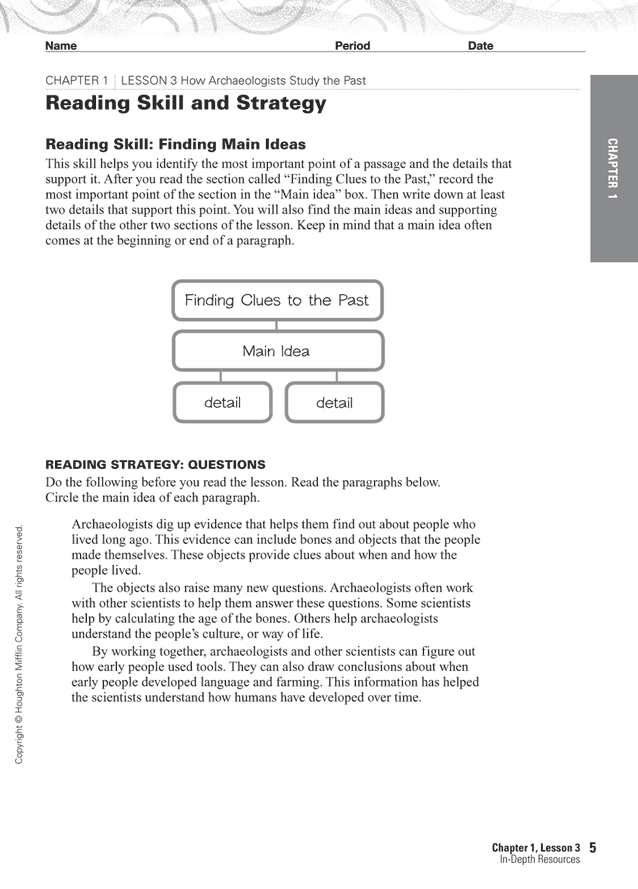 Name Period Date
CHAPTER 1 | LESSON 3 How Archaeologists Study the Past
Reading Skill and Strategy
Reading Skill: Finding Main Ideas
This skill helps you identify the most important point of a passage and the details that
support it. After you read the section called “Finding Clues to the Past,” record the
most important point of the section in the “Main idea” box. Then write down at least
two details that support this point. You will also find the main ideas and supporting
details of the other two sections of the lesson. Keep in mind that a main idea often
comes at the beginning or end of a paragraph.
CHAPTER 1
Finding Clues to the Past
Main Idea
detail detail
READING STRATEGY: QUESTIONS
Do the following before you read the lesson. Read the paragraphs below.
Circle the main idea of each paragraph.
Archaeologists dig up evidence that helps them find out about people who
lived long ago. This evidence can include bones and objects that the people
made themselves. These objects provide clues about when and how the
people lived.
The objects also raise many new questions. Archaeologists often work
with other scientists to help them answer these questions. Some scientists
help by calculating the age of the bones. Others help archaeologists
understand the people’s culture, or way of life.
By working together, archaeologists and other scientists can figure out
how early people used tools. They can also draw conclusions about when
early people developed language and farming. This information has helped
the scientists understand how humans have developed over time.
Copyright © Houghton Mifflin Company. All rights reserved.
Chapter 1, Lesson 3 5
In-Depth Resources